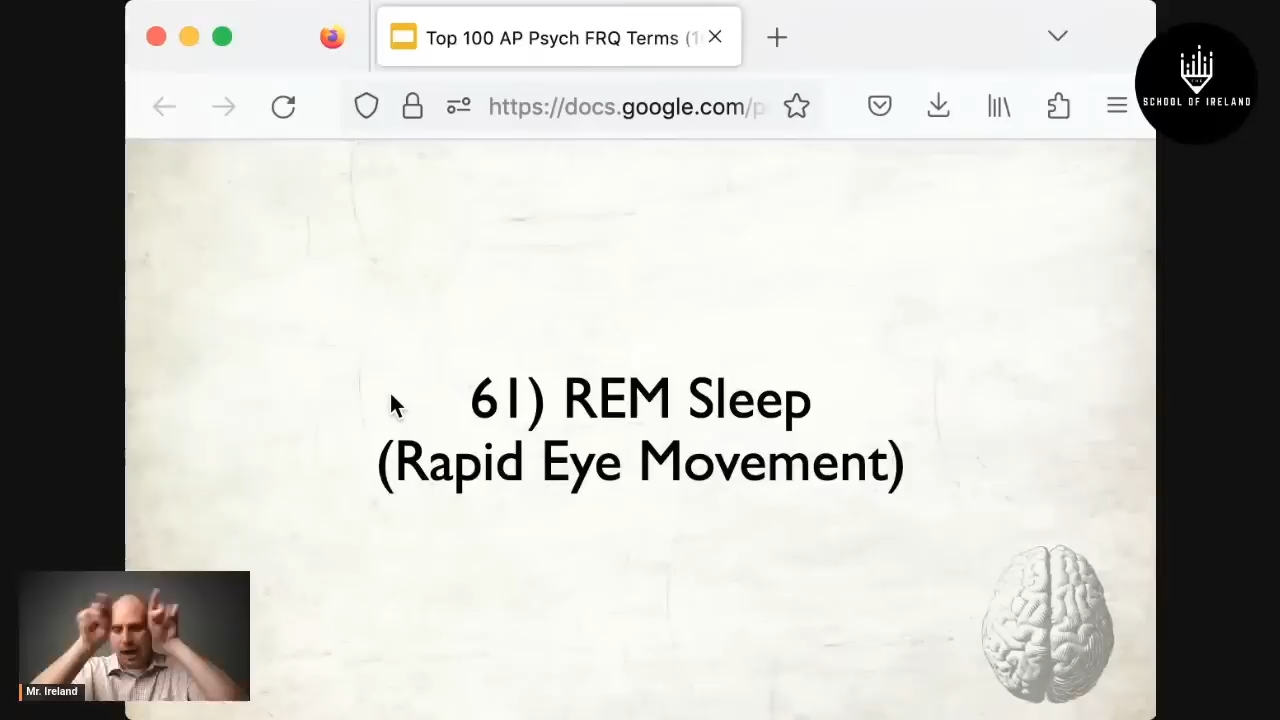 Top 100 AP Psych FRQ Terms (1
https://docs.google.com/p
THE
SCHOOL OF IRELAND
61) REM Sleep
(Rapid Eye Movement)
Mr. Ireland